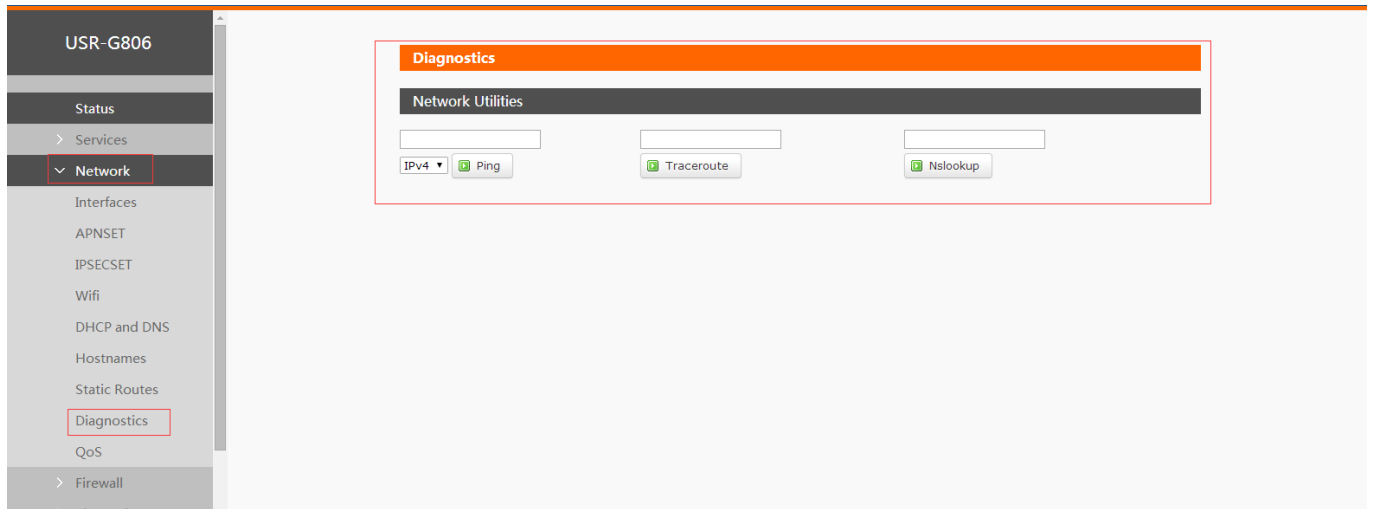 USR-G806
Status
Services
Network
Interfaces
APNSET
IPSECSET
Wifi
DHCP and DNS
Hostnames
Static Routes
Diagnostics
QoS
Firewall
Diagnostics
Network Utilities
IPv4 Ping Traceroute Nslookup